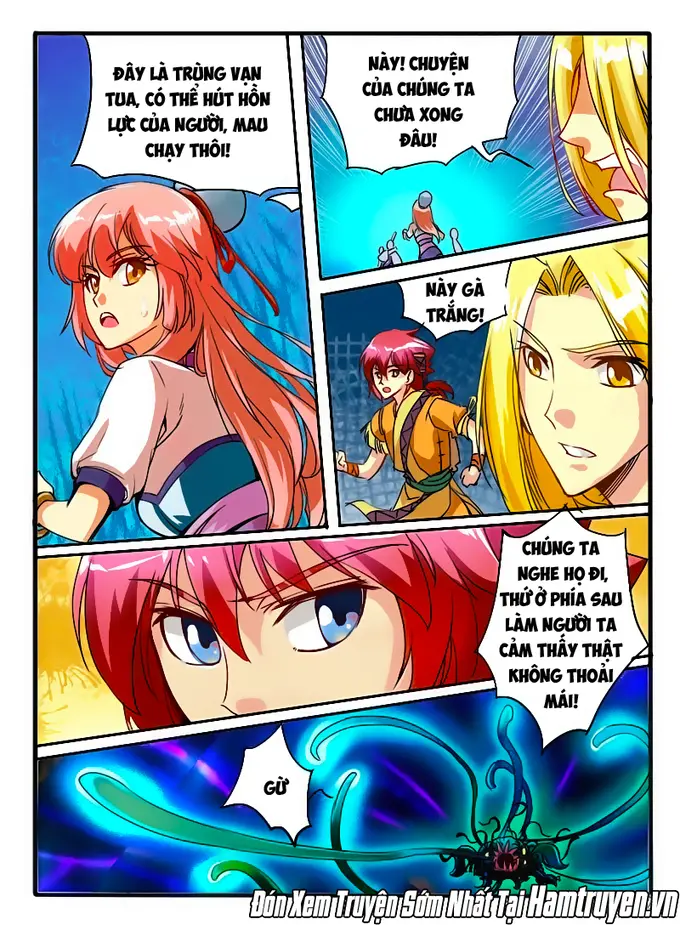 ĐÂY LÀ TRÙNG VẠN
TUA, CÓ THỂ HÚT HỒN
LỰC CỦA NGƯỜI, MAU
CHẠY THÔI!
NÀY! CHUYỆN
CỦA CHÚNG TA
CHƯA XONG
ĐÂU!
NÀY GÀ
TRẮNG!
CHÚNG TA
NGHE HỌ ĐI,
THỨ Ở PHÍA SAU
LÀM NGƯỜI TA
CẢM THẤY THẬT
KHÔNG THOẢI
MÁI!
GỪ
Đón Xem Truyện Sớm Nhất Tại Hamtruyen.vn